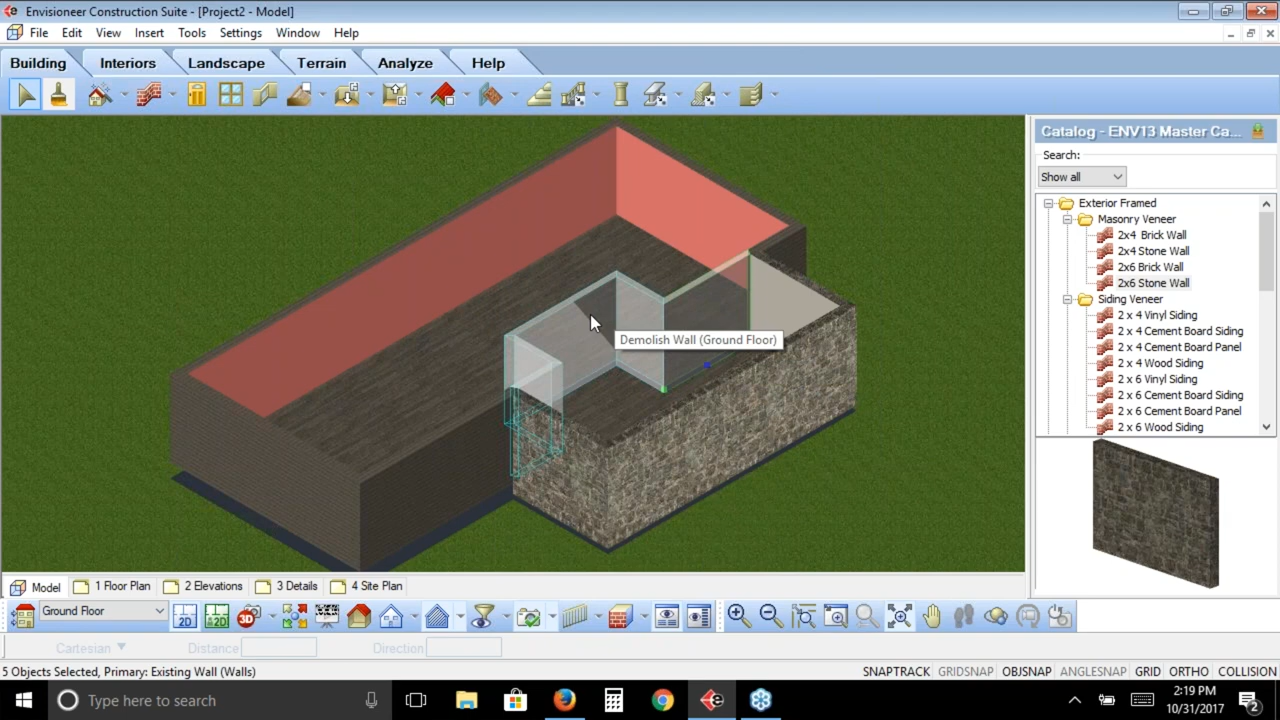 Envisioneer Construction Suite - [Project2 - Model]
File Edit View Insert Tools Settings Window Help
Building Interiors Landscape Terrain Analyze Help
Catalog - ENV13 Master Ca...
Search:
Show all
Exterior Framed
Masonry Veneer
2x4 Brick Wall
2x4 Stone Wall
2x6 Brick Wall
2x6 Stone Wall
Siding Veneer
2 x 4 Vinyl Siding
2 x 4 Cement Board Siding
2 x 4 Cement Board Panel
2 x 4 Wood Siding
2 x 6 Vinyl Siding
2 x 6 Cement Board Siding
2 x 6 Cement Board Panel
2 x 6 Wood Siding
Demolish Wall (Ground Floor)
Model 1 Floor Plan 2 Elevations 3 Details 4 Site Plan
Ground Floor 2D 2D 3D
Cartesian Distance Direction
5 Objects Selected, Primary: Existing Wall (Walls) SNAPTRACK GRIDSNAP OBJSNAP ANGLESNAP GRID ORTHO COLLISION
Type here to search
2:19 PM
10/31/2017
2